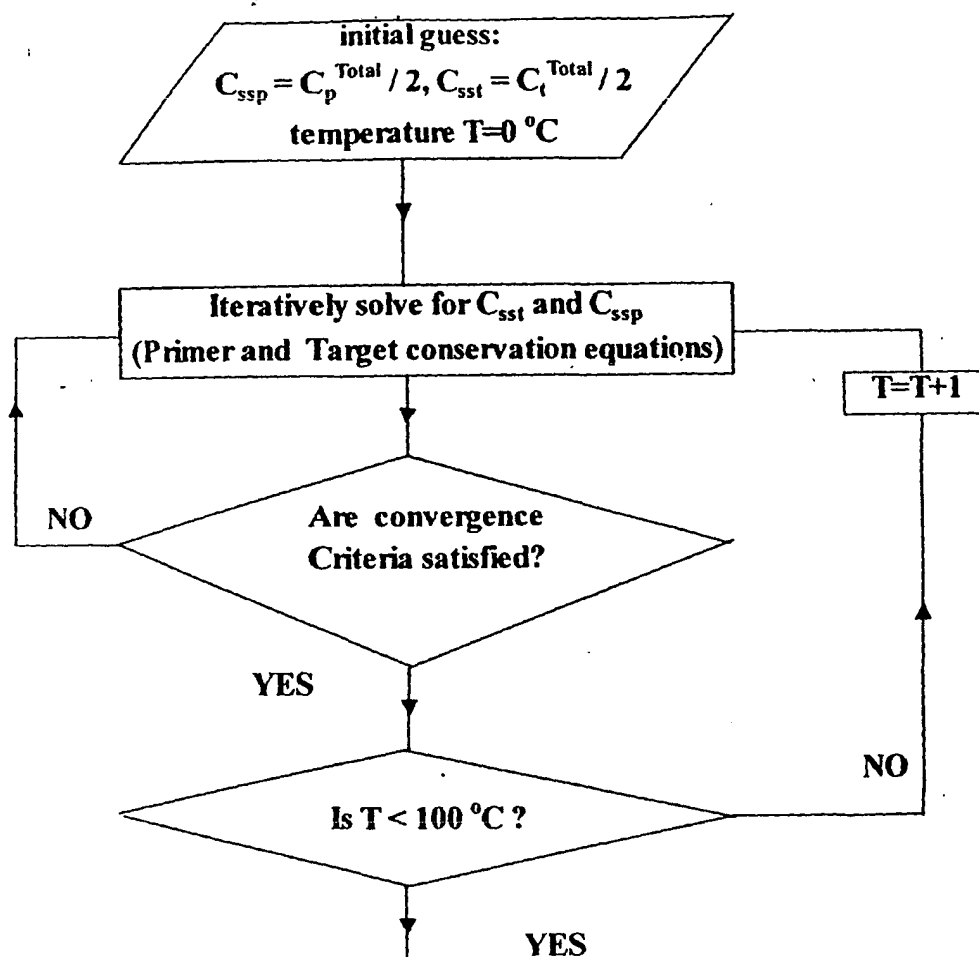 initial guess:
C_ssp = C_p^Total / 2, C_sst = C_t^Total / 2
temperature T=0 °C
Iteratively solve for C_sst and C_ssp
(Primer and Target conservation equations)
T=T+1
Are convergence
Criteria satisfied?
NO
YES
Is T < 100 °C ?
NO
YES